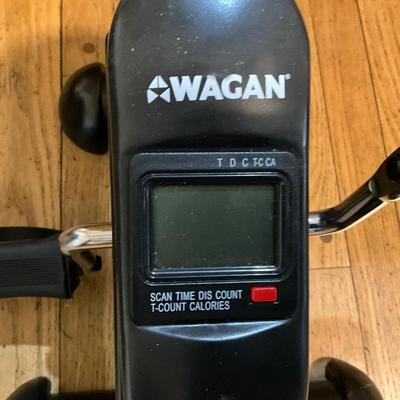 WAGAN®
T D C T-C CA
SCAN TIME DIS COUNT
T-COUNT CALORIES